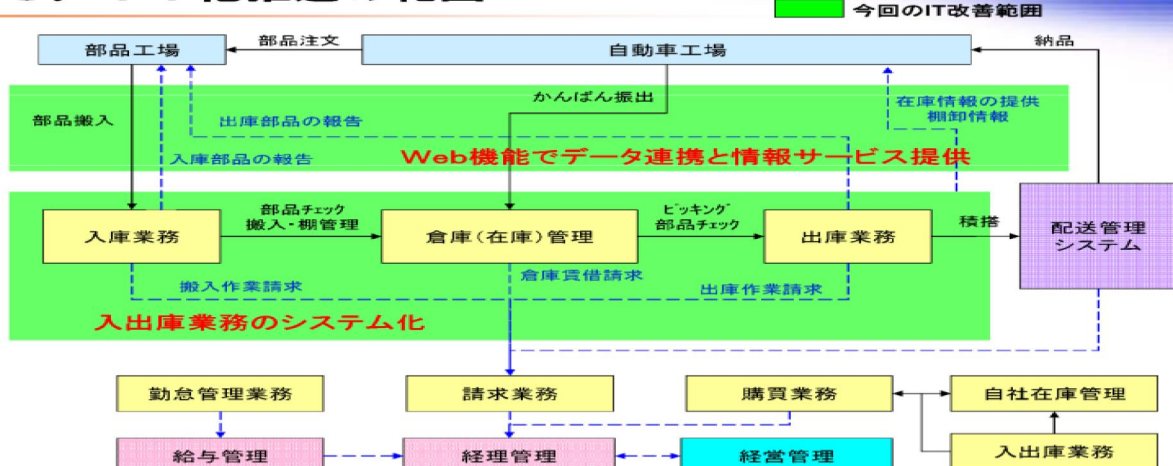 今回のIT改善範囲
部品工場
部品注文
自動車工場
納品
部品搬入
かんばん振出
在庫情報の提供
棚卸情報
出庫部品の報告
入庫部品の報告
Web機能でデータ連携と情報サービス提供
入庫業務
部品チェック
搬入・棚管理
倉庫(在庫)管理
ピッキング
部品チェック
出庫業務
積搭
配送管理
システム
搬入作業請求
倉庫賃借請求
出庫作業請求
入出庫業務のシステム化
勤怠管理業務
請求業務
購買業務
自社在庫管理
給与管理
経理管理
経営管理
入出庫業務